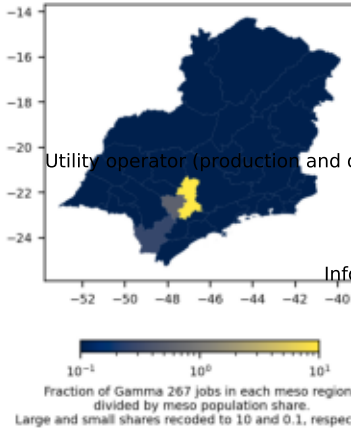 −14
−16
−18
−20
Utility operator (production and
−22
−24
Info
−52 −50 −48 −46 −44 −42 −40
10⁻¹ 10⁰ 10¹
Fraction of Gamma 267 jobs in each meso region
divided by meso population share.
Large and small shares recoded to 10 and 0.1, respec